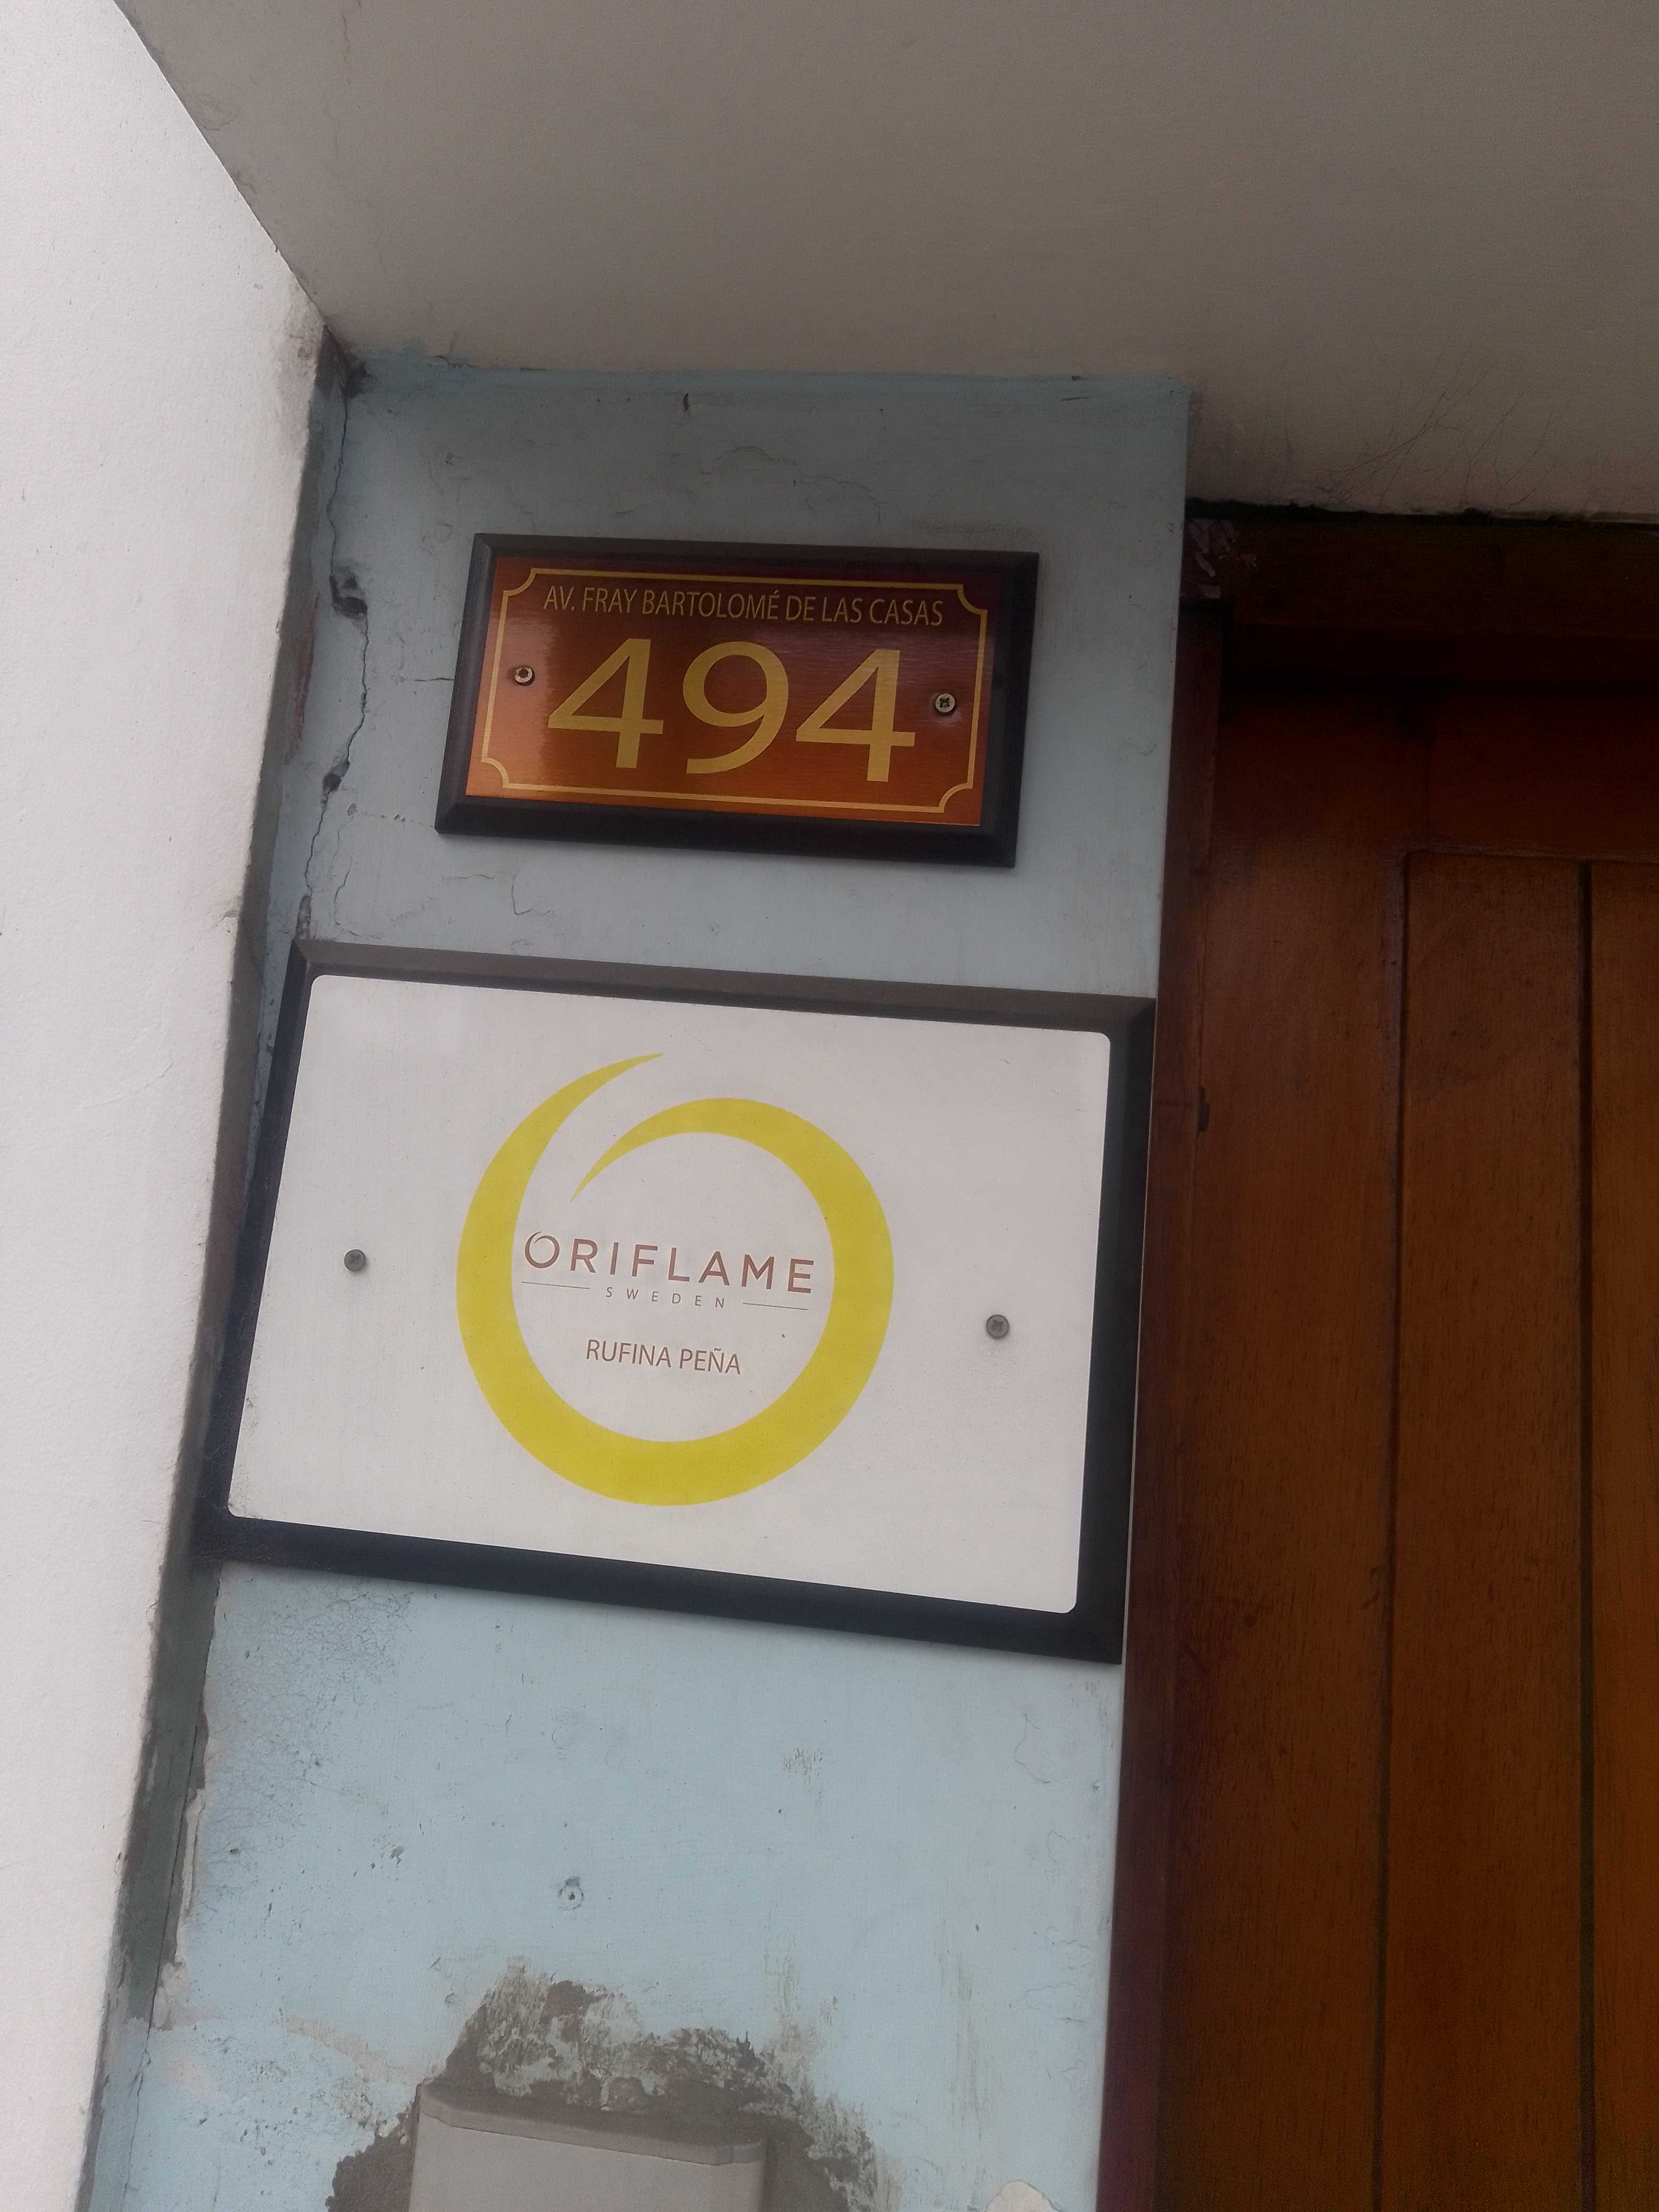 AV. FRAY BARTOLOMÉ DE LAS CASAS
494
ORIFLAME
SWEDEN
RUFINA PEÑA